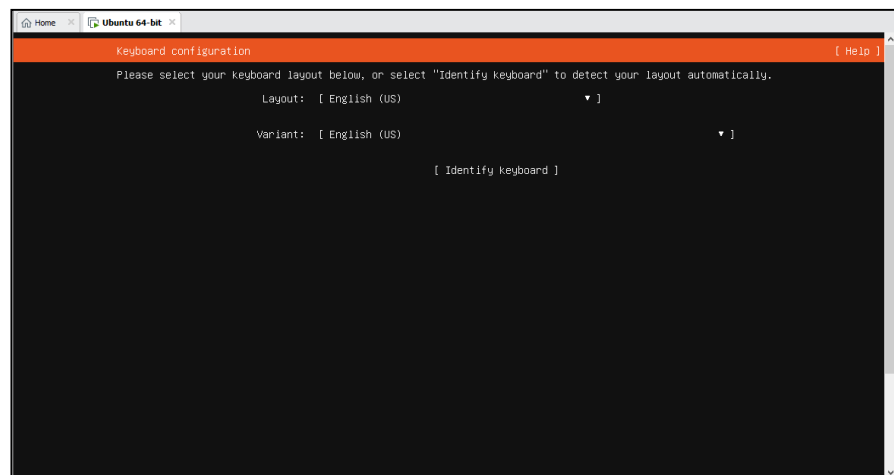 Home × Ubuntu 64-bit ×
Keyboard configuration [ Help ]
Please select your keyboard layout below, or select "Identify keyboard" to detect your layout automatically.
Layout: [ English (US) ▾ ]
Variant: [ English (US) ▾ ]
[ Identify keyboard ]